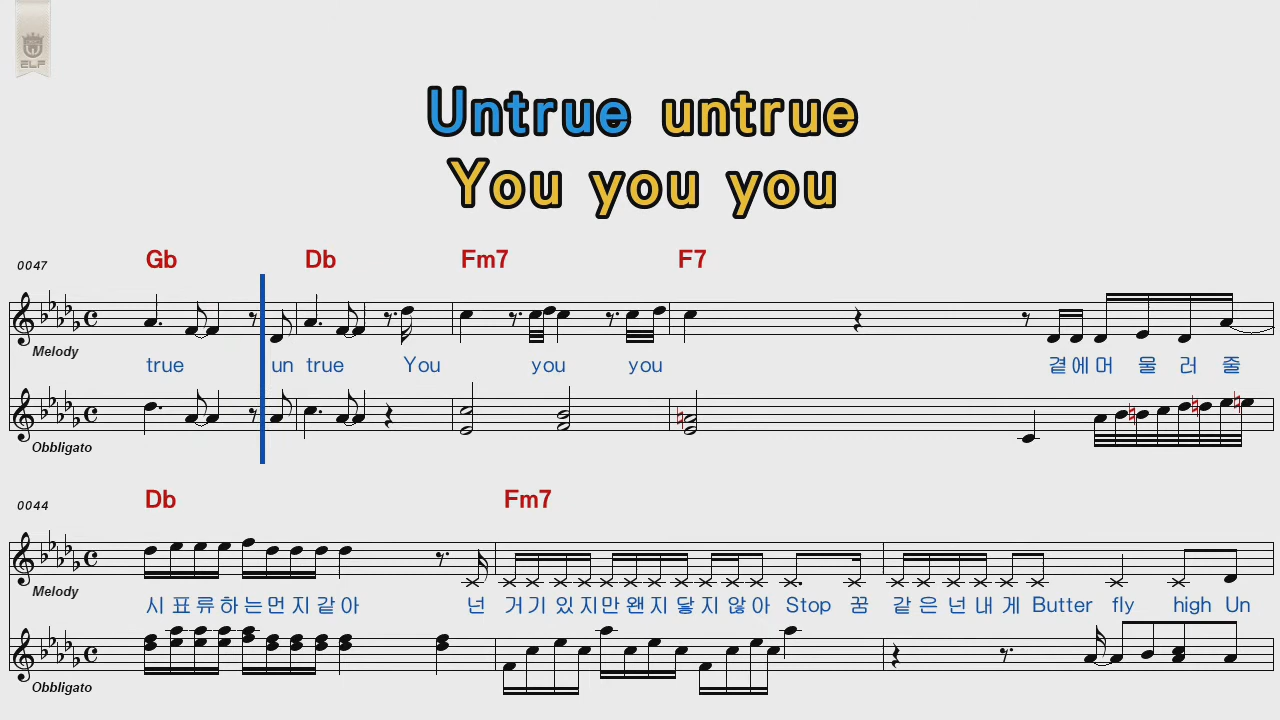 ELF
Untrue untrue
You you you
Gb Db Fm7 F7
0047
Melody
true un true You you you 곁에머 울 러 줄
Obbligato
Db Fm7
0044
Melody
시 표 류 하 는 먼 지 같 아 넌 거 기 있 지 만 왠 지 닿 지 않 아 Stop 꿈 같 은 넌 내 게 Butter fly high Un
Obbligato